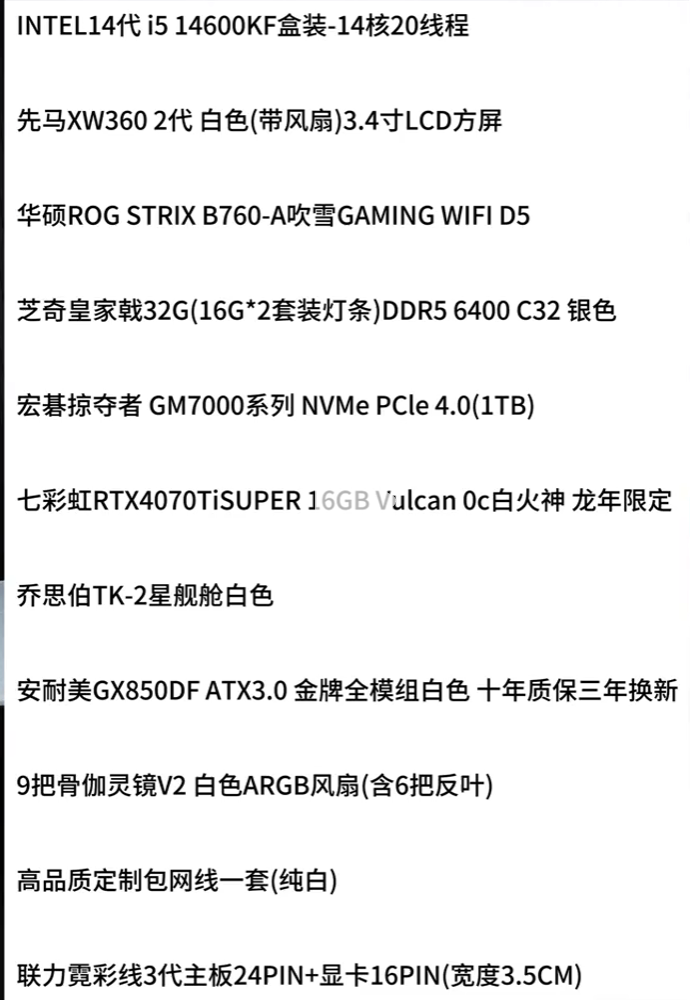 INTEL14代 i5 14600KF盒装-14核20线程
先马XW360 2代 白色(带风扇)3.4寸LCD方屏
华硕ROG STRIX B760-A吹雪GAMING WIFI D5
芝奇皇家戟32G(16G*2套装灯条)DDR5 6400 C32 银色
宏碁掠夺者 GM7000系列 NVMe PCle 4.0(1TB)
七彩虹RTX4070TiSUPER 16GB Vulcan 0c白火神 龙年限定
乔思伯TK-2星舰舱白色
安耐美GX850DF ATX3.0 金牌全模组白色 十年质保三年换新
9把骨伽灵镜V2 白色ARGB风扇(含6把反叶)
高品质定制包网线一套(纯白)
联力霓彩线3代主板24PIN+显卡16PIN(宽度3.5CM)